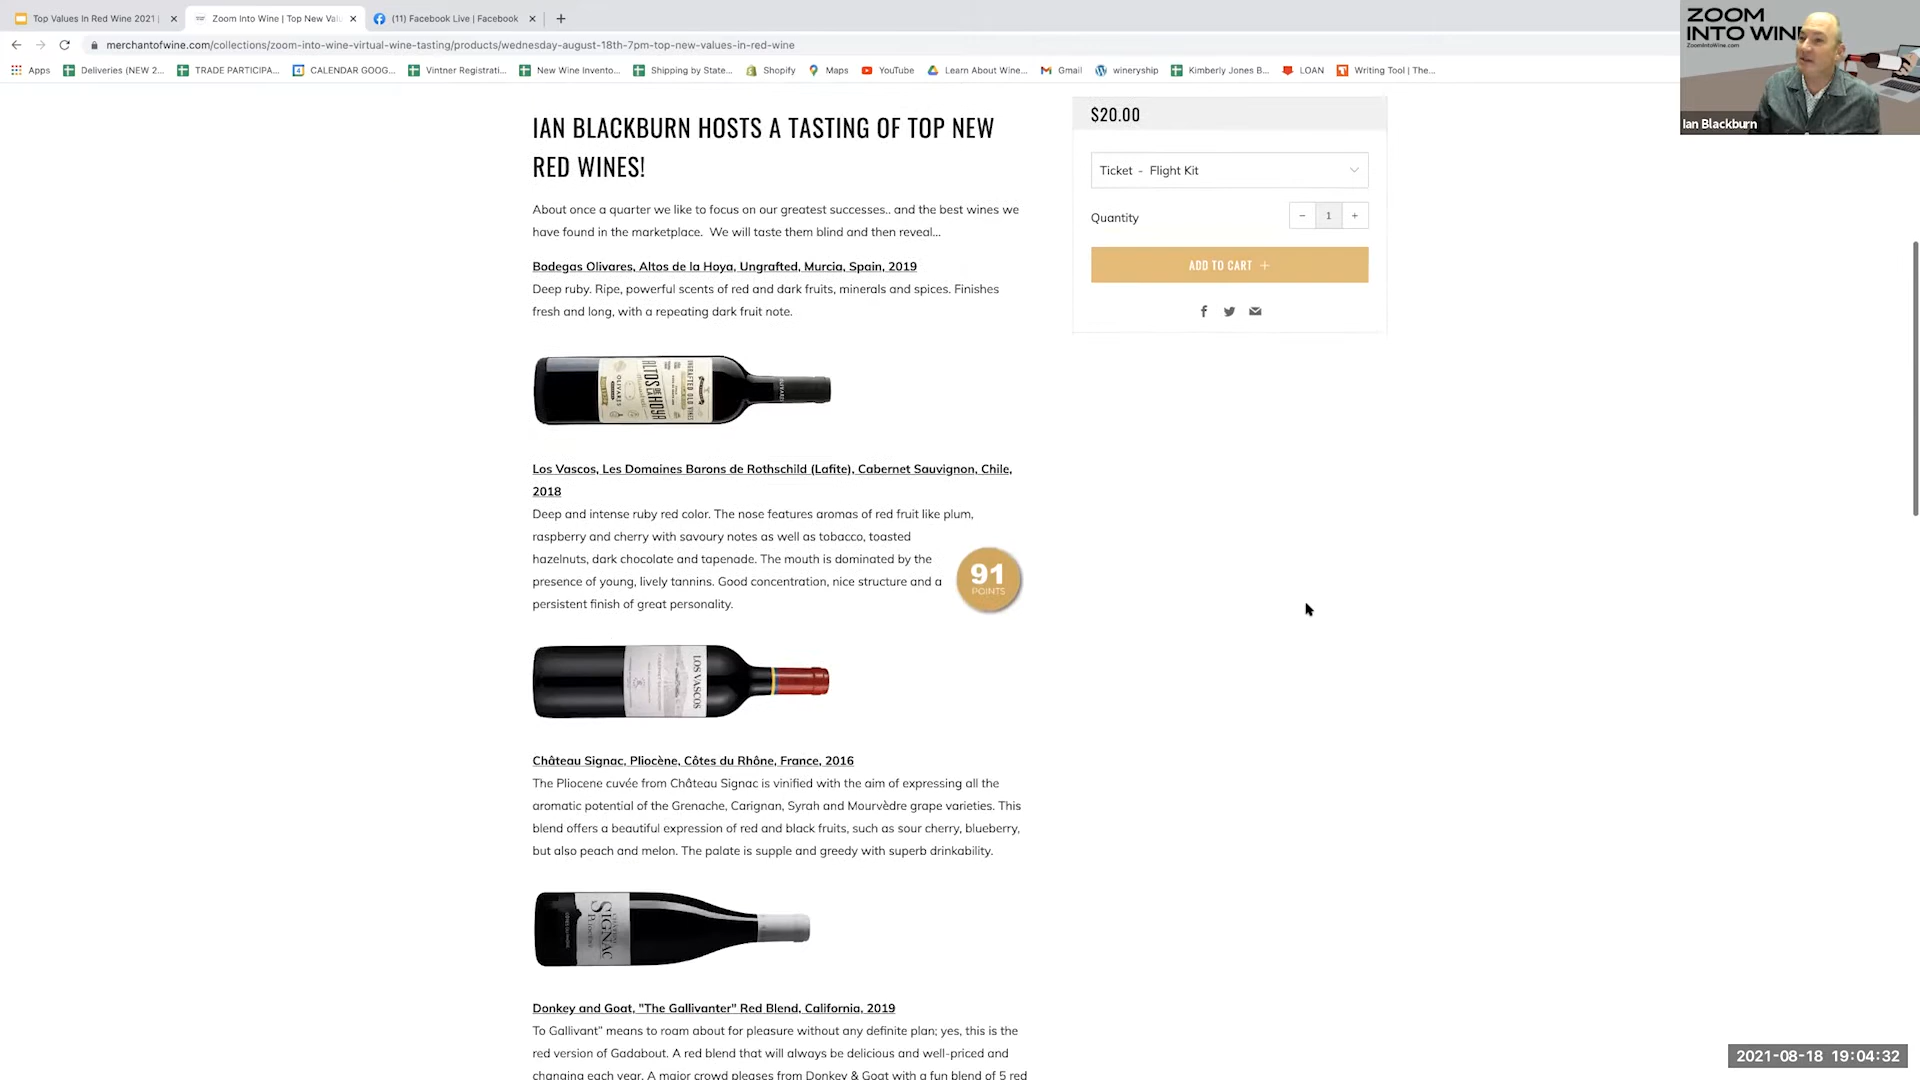 Top Values In Red Wine 2021 |
Zoom Into Wine | Top New Valu
(11) Facebook Live | Facebook
merchantofwine.com/collections/zoom-into-wine-virtual-wine-tasting/products/wednesday-august-18th-7pm-top-new-values-in-red-wine
Apps
Deliveries (NEW 2...
TRADE PARTICIPA...
CALENDAR GOOG...
Vintner Registrati...
New Wine Invento...
Shipping by State...
Shopify
Maps
YouTube
Learn About Wine...
Gmail
wineryship
Kimberly Jones B...
LOAN
Writing Tool | The...
ZOOM
INTO WINE
ZoomIntoWine.com
Ian Blackburn
IAN BLACKBURN HOSTS A TASTING OF TOP NEW
RED WINES!
About once a quarter we like to focus on our greatest successes.. and the best wines we
have found in the marketplace. We will taste them blind and then reveal...
Bodegas Olivares, Altos de la Hoya, Ungrafted, Murcia, Spain, 2019
Deep ruby. Ripe, powerful scents of red and dark fruits, minerals and spices. Finishes
fresh and long, with a repeating dark fruit note.
UNGRAFTED OLD VINES
ALTOS DE LA HOYA
OLIVARES
Los Vascos, Les Domaines Barons de Rothschild (Lafite), Cabernet Sauvignon, Chile,
2018
Deep and intense ruby red color. The nose features aromas of red fruit like plum,
raspberry and cherry with savoury notes as well as tobacco, toasted
hazelnuts, dark chocolate and tapenade. The mouth is dominated by the
presence of young, lively tannins. Good concentration, nice structure and a
persistent finish of great personality.
91
POINTS
LOS VASCOS
Château Signac, Pliocène, Côtes du Rhône, France, 2016
The Pliocene cuvée from Château Signac is vinified with the aim of expressing all the
aromatic potential of the Grenache, Carignan, Syrah and Mourvèdre grape varieties. This
blend offers a beautiful expression of red and black fruits, such as sour cherry, blueberry,
but also peach and melon. The palate is supple and greedy with superb drinkability.
SIGNAC
Donkey and Goat, "The Gallivanter" Red Blend, California, 2019
To Gallivant” means to roam about for pleasure without any definite plan; yes, this is the
red version of Gadabout. A red blend that will always be delicious and well-priced and
changing each year. A major crowd pleases from Donkey & Goat with a fun blend of 5 red
$20.00
Ticket - Flight Kit
Quantity
− 1 +
ADD TO CART +
2021-08-18 19:04:32